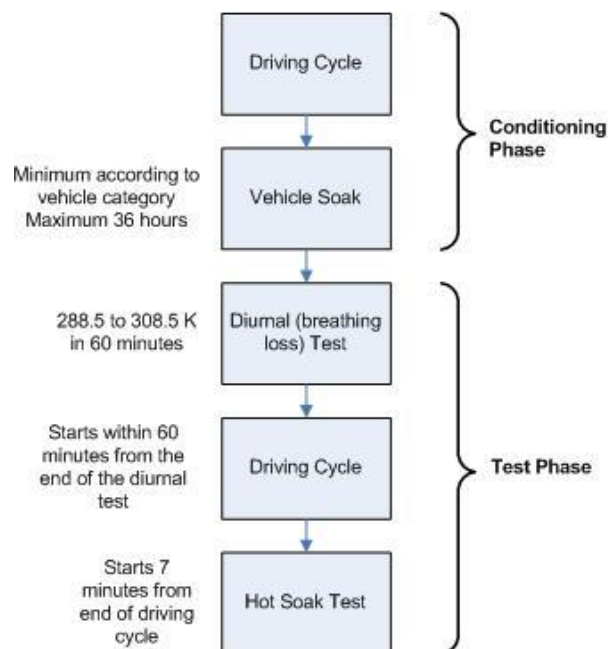 Driving Cycle
Conditioning
Phase
Minimum according to
vehicle category
Maximum 36 hours
Vehicle Soak
288.5 to 308.5 K
in 60 minutes
Diurnal (breathing
loss) Test
Starts within 60
minutes from the
end of the diurnal
test
Driving Cycle
Test Phase
Starts 7
minutes from
end of driving
cycle
Hot Soak Test